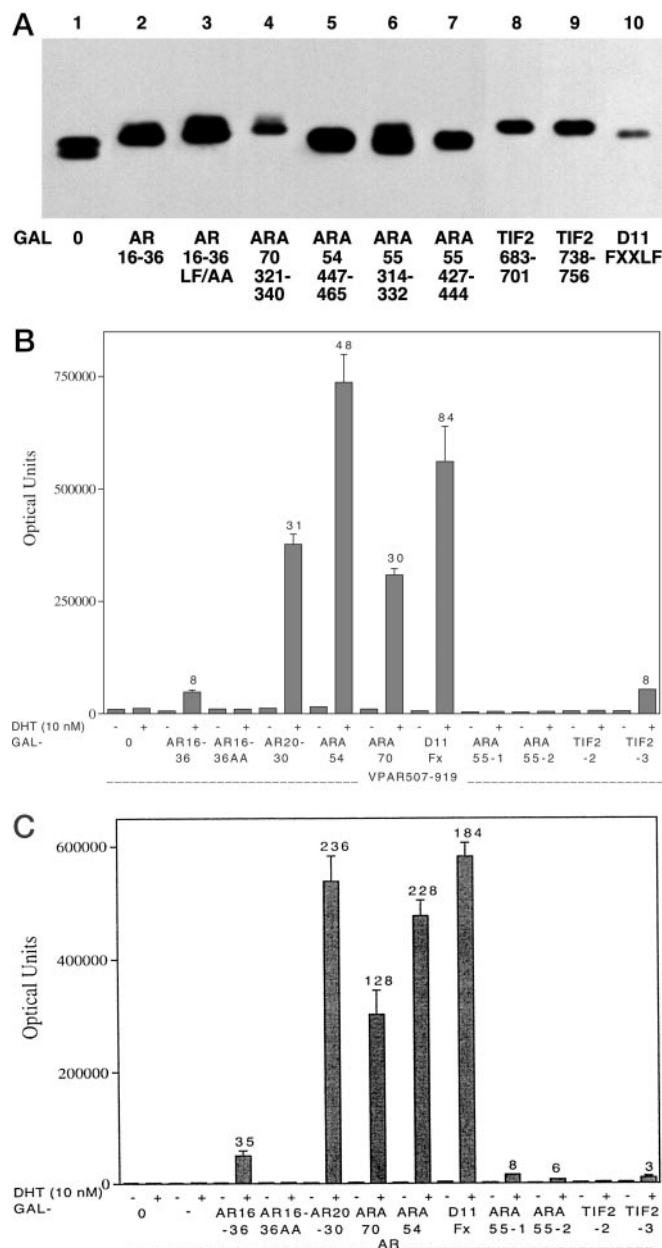 A
1 2 3 4 5 6 7 8 9 10
GAL 0 AR AR ARA ARA ARA ARA TIF2 TIF2 D11
16-36 16-36 70 54 55 55 683- 738- FXXLF
LF/AA 321- 447- 314- 427- 701 756
340 465 332 444
B
48
750000
84
500000
31
30
250000
8 8
0
Optical Units
DHT (10 nM) - + - + - + - + - + - + - + - + - + - + - +
GAL- 0 AR16- AR16- AR20- ARA ARA D11 ARA ARA TIF2 TIF2
36 36AA 30 54 70 Fx 55-1 55-2 -2 -3
VPAR507-919
C
600000
236 184
228
400000
128
200000
35
8 6 3
0
Optical Units
DHT (10 nM) - + - + - + - + - + - + - + - + - + - + - + - +
GAL- 0 - AR16 AR16- AR20 ARA ARA D11 ARA ARA TIF2 TIF2
-36 36AA -30 70 54 Fx 55-1 55-2 -2 -3
AR